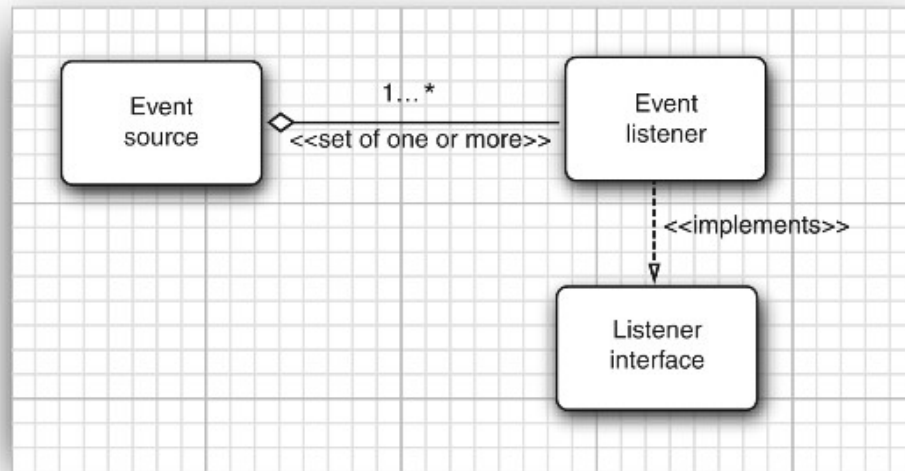 Event
source
1...*
<<set of one or more>>
Event
listener
<<implements>>
Listener
interface